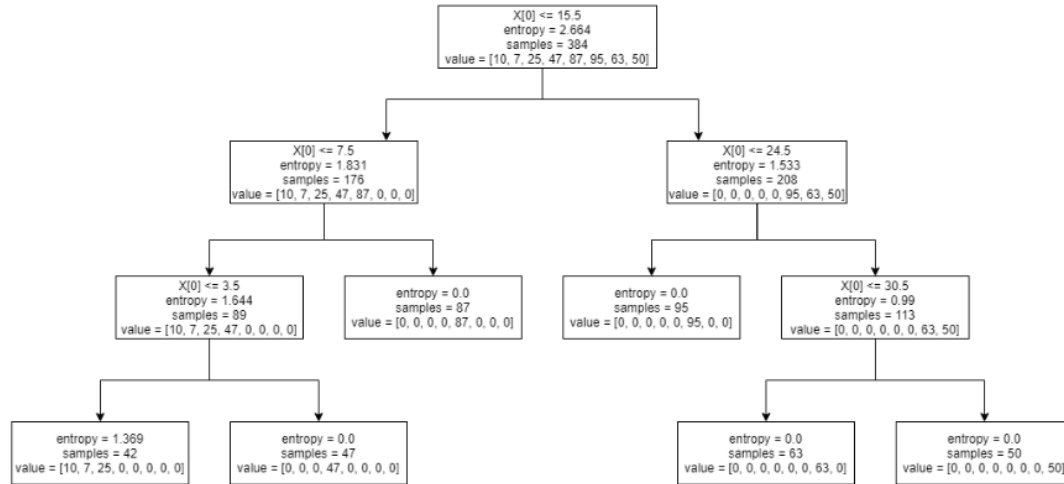 X[0] <= 15.5
entropy = 2.664
samples = 384
value = [10, 7, 25, 47, 87, 95, 63, 50]
X[0] <= 7.5
entropy = 1.831
samples = 176
value = [10, 7, 25, 47, 87, 0, 0, 0]
X[0] <= 24.5
entropy = 1.533
samples = 208
value = [0, 0, 0, 0, 0, 95, 63, 50]
X[0] <= 3.5
entropy = 1.644
samples = 89
value = [10, 7, 25, 47, 0, 0, 0, 0]
entropy = 0.0
samples = 87
value = [0, 0, 0, 0, 87, 0, 0, 0]
entropy = 0.0
samples = 95
value = [0, 0, 0, 0, 0, 95, 0, 0]
X[0] <= 30.5
entropy = 0.99
samples = 113
value = [0, 0, 0, 0, 0, 0, 63, 50]
entropy = 1.369
samples = 42
value = [10, 7, 25, 0, 0, 0, 0, 0]
entropy = 0.0
samples = 47
value = [0, 0, 0, 47, 0, 0, 0, 0]
entropy = 0.0
samples = 63
value = [0, 0, 0, 0, 0, 0, 63, 0]
entropy = 0.0
samples = 50
value = [0, 0, 0, 0, 0, 0, 0, 50]